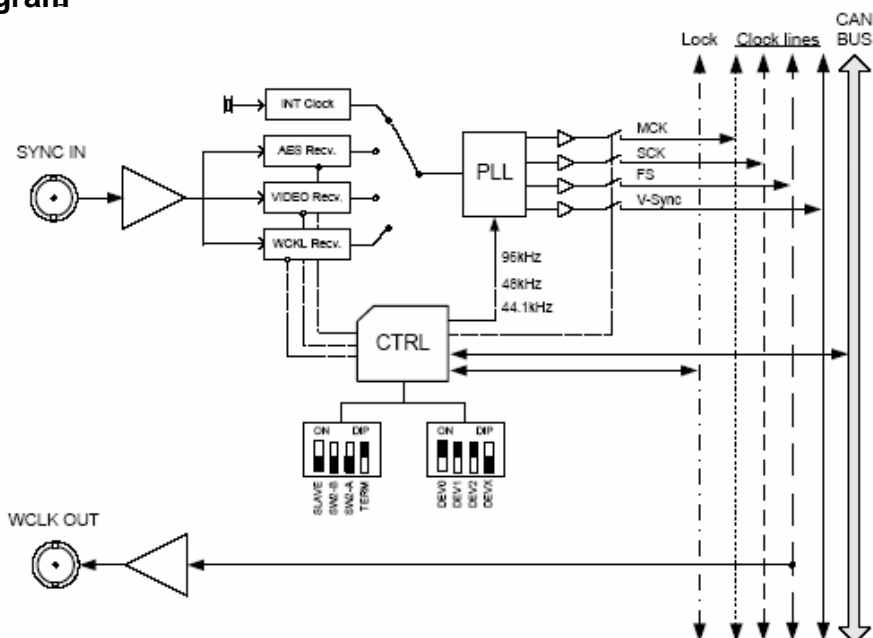 gram
CAN
BUS
Lock
Clock lines
INT Clock
SYNC IN
AES Recv.
VIDEO Recv.
WCKL Recv.
PLL
MCK
SCK
FS
V-Sync
96kHz
48kHz
44.1kHz
CTRL
ON DIP
SLAVE
SW2-B
SW2-A
TERM
ON DIP
DEV0
DEV1
DEV2
DEVX
WCLK OUT